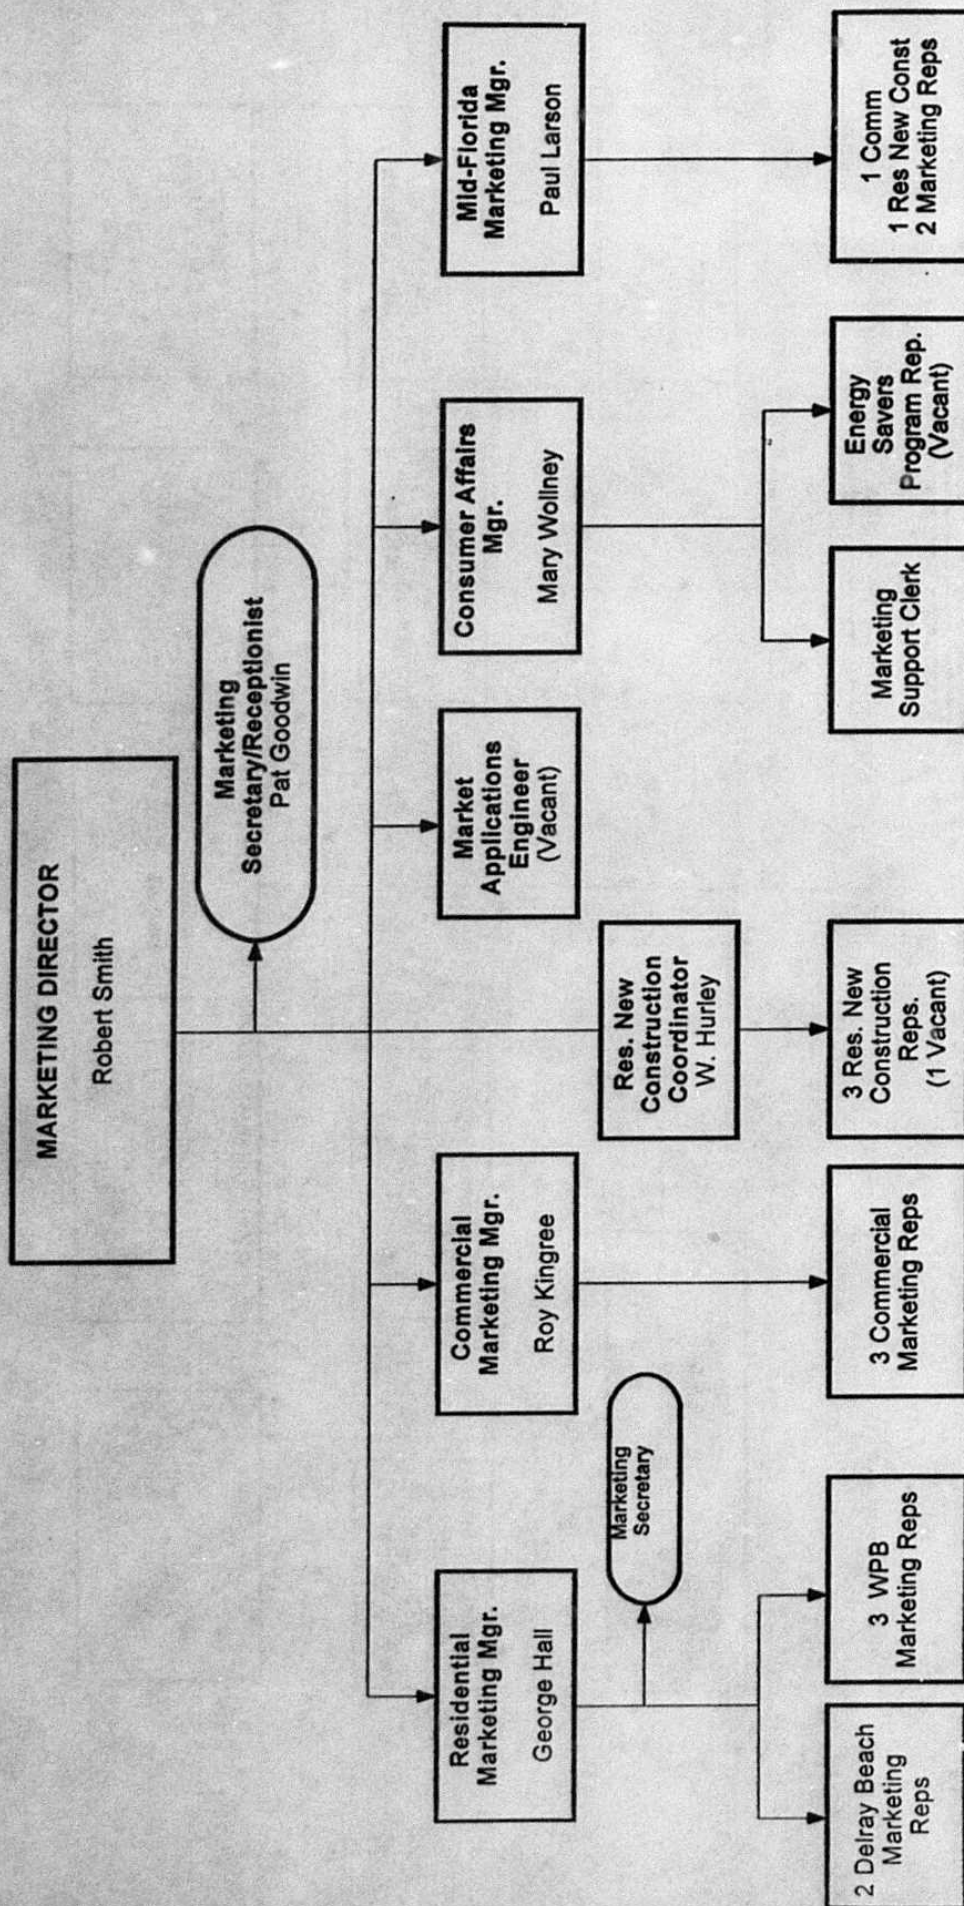 MARKETING DIRECTOR
Robert Smith
Marketing
Secretary/Receptionist
Pat Goodwin
Residential
Marketing Mgr.
George Hall
Commercial
Marketing Mgr.
Roy Kingree
Market
Applications
Engineer
(Vacant)
Consumer Affairs
Mgr.
Mary Wollney
Mid-Florida
Marketing Mgr.
Paul Larson
Marketing
Secretary
Res. New
Construction
Coordinator
W. Hurley
2 Delray Beach
Marketing
Reps
3 WPB
Marketing Reps
3 Commercial
Marketing Reps
3 Res. New
Construction
Reps.
(1 Vacant)
Marketing
Support Clerk
Energy
Savers
Program Rep.
(Vacant)
1 Comm
1 Res New Const
2 Marketing Reps